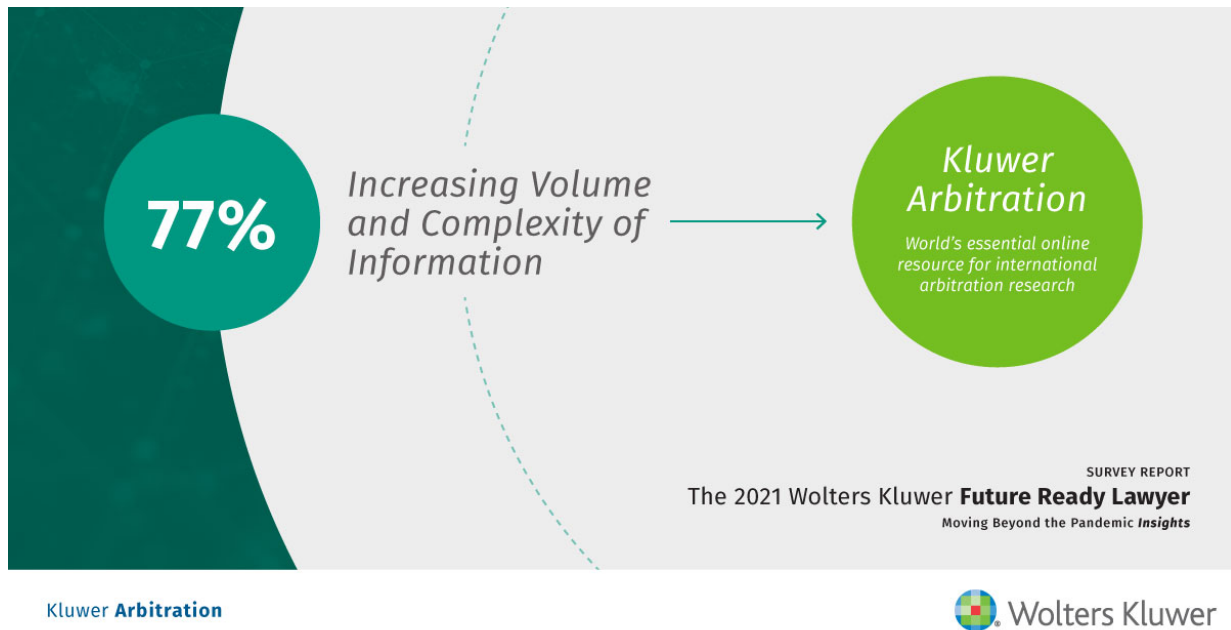 77%
Increasing Volume
and Complexity of
Information
Kluwer
Arbitration
World's essential online
resource for international
arbitration research
SURVEY REPORT
The 2021 Wolters Kluwer Future Ready Lawyer
Moving Beyond the Pandemic Insights
Kluwer Arbitration
Wolters Kluwer